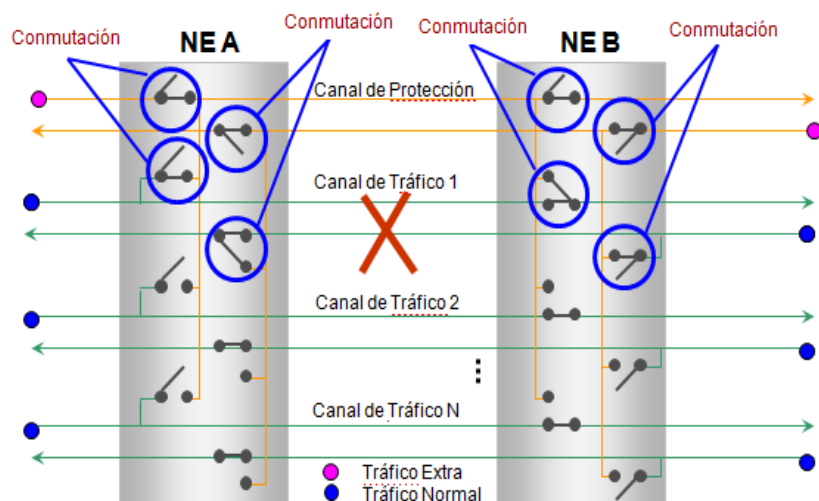 NE A
NE B
Conmutación
Conmutación
Conmutación
Conmutación
Canal de Protección
Canal de Tráfico 1
Canal de Tráfico 2
Canal de Tráfico N
Tráfico Extra
Tráfico Normal